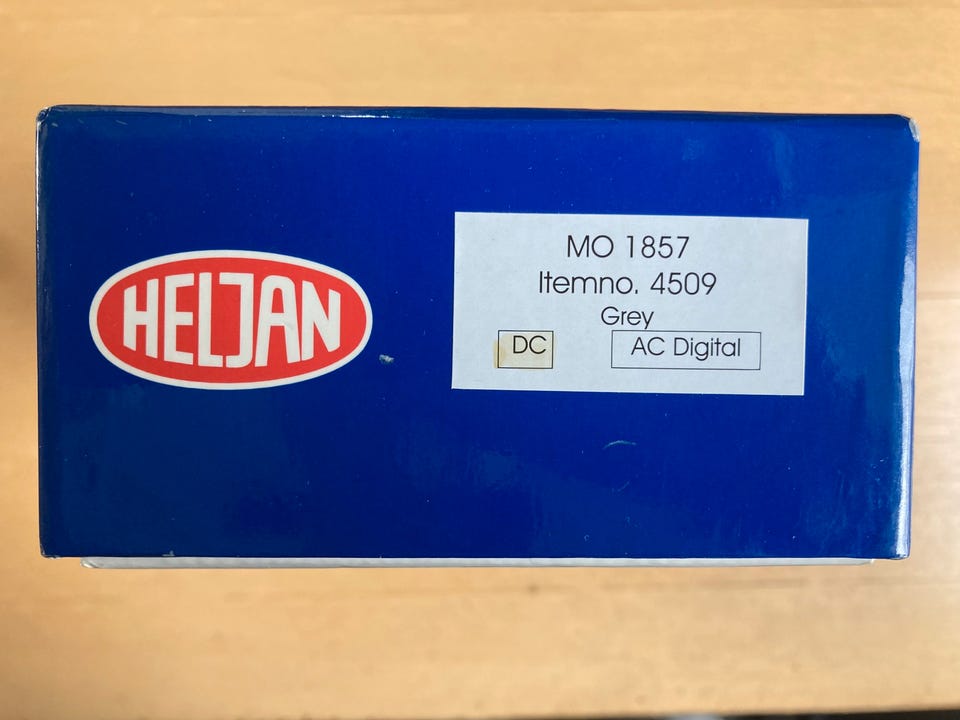 HELJAN
MO 1857
Itemno. 4509
Grey
DC AC Digital